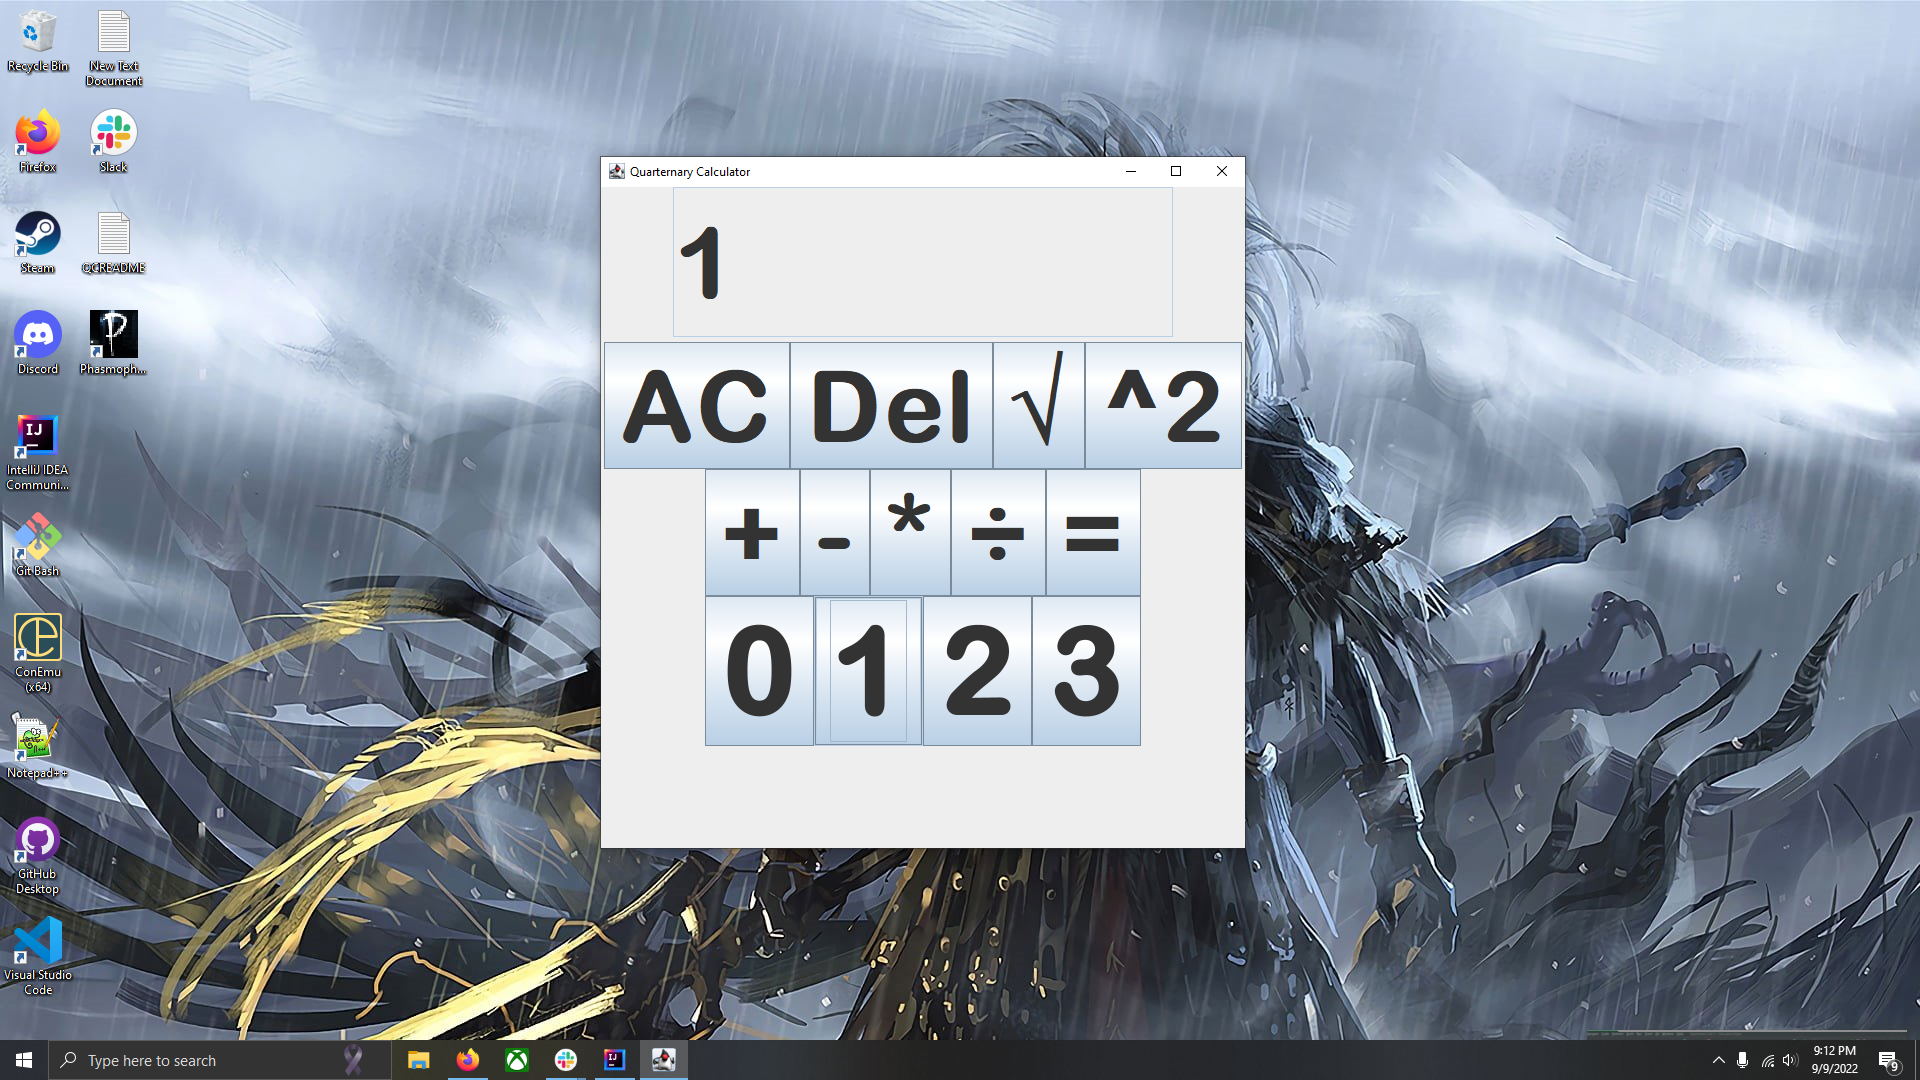 Recycle Bin
New Text
Document
Firefox
Slack
Steam
QCREADME
Discord
Phasmoph...
IntelliJ IDEA
Communi...
Git Bash
ConEmu
(x64)
Notepad++
GitHub
Desktop
Visual Studio
Code
Quarternary Calculator
1
AC Del √ ^2
+ - * ÷ =
0 1 2 3
Type here to search
9:12 PM
9/9/2022
9